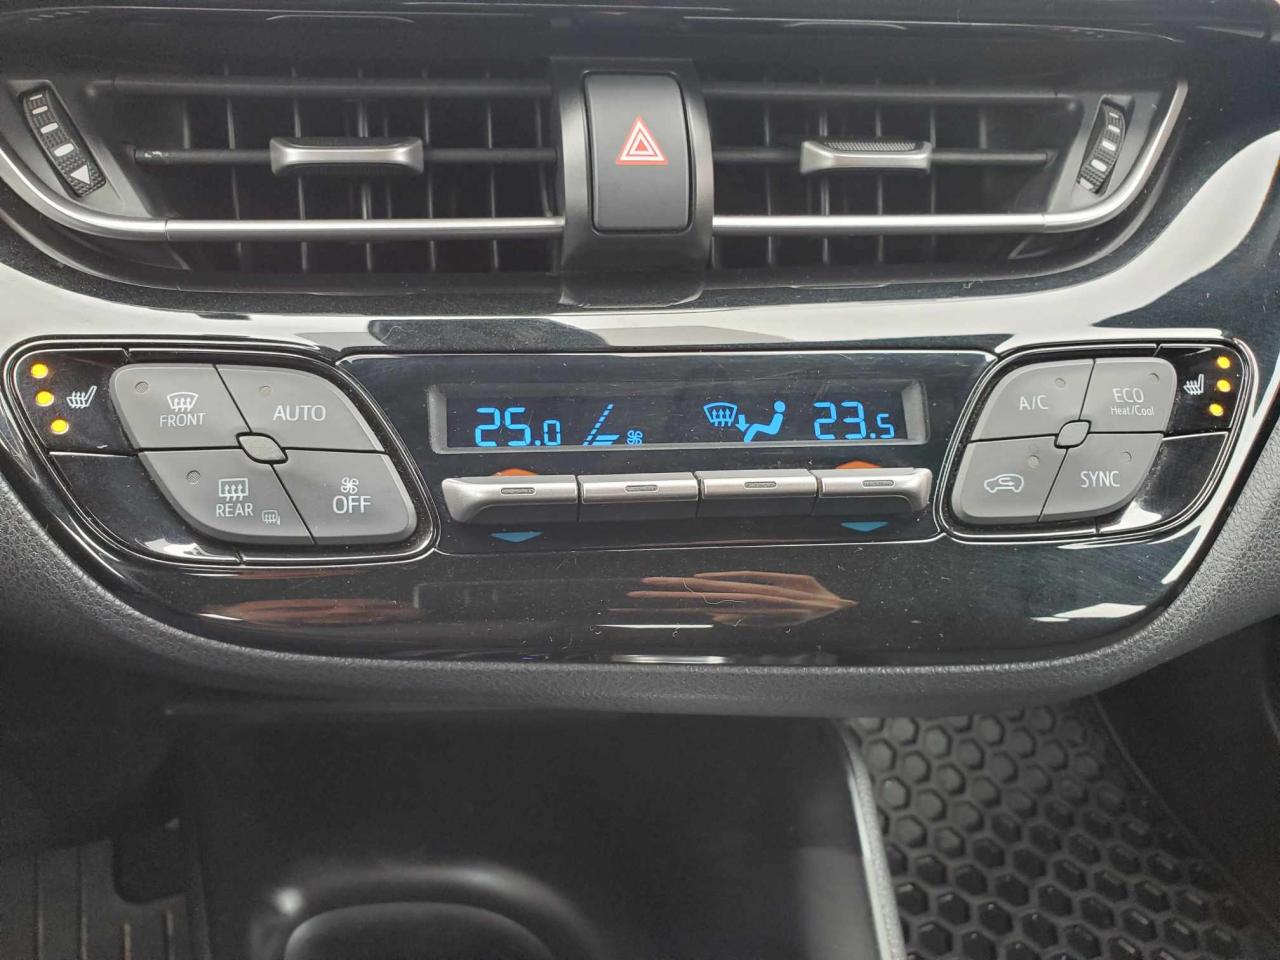 FRONT
AUTO
REAR
OFF
25.0
23.5
A/C
ECO
Heat/Cool
SYNC